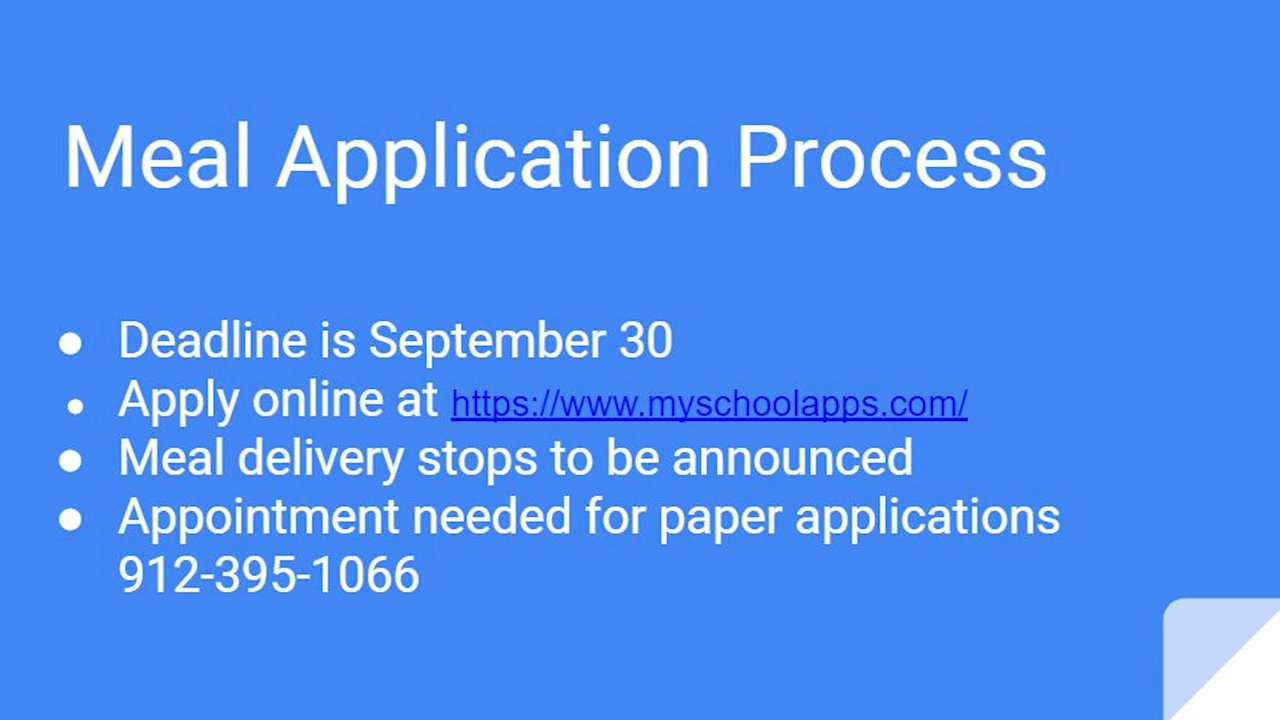 Meal Application Process
● Deadline is September 30
● Apply online at https://www.myschoolapps.com/
● Meal delivery stops to be announced
● Appointment needed for paper applications
912-395-1066